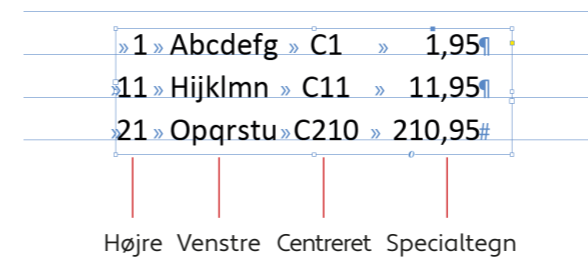 » 1 » Abcdefg » C1 » 1,95¶
»11 » Hijklmn » C11 » 11,95¶
»21 » Opqrstu » C210 » 210,95#
Højre Venstre Centreret Specialtegn